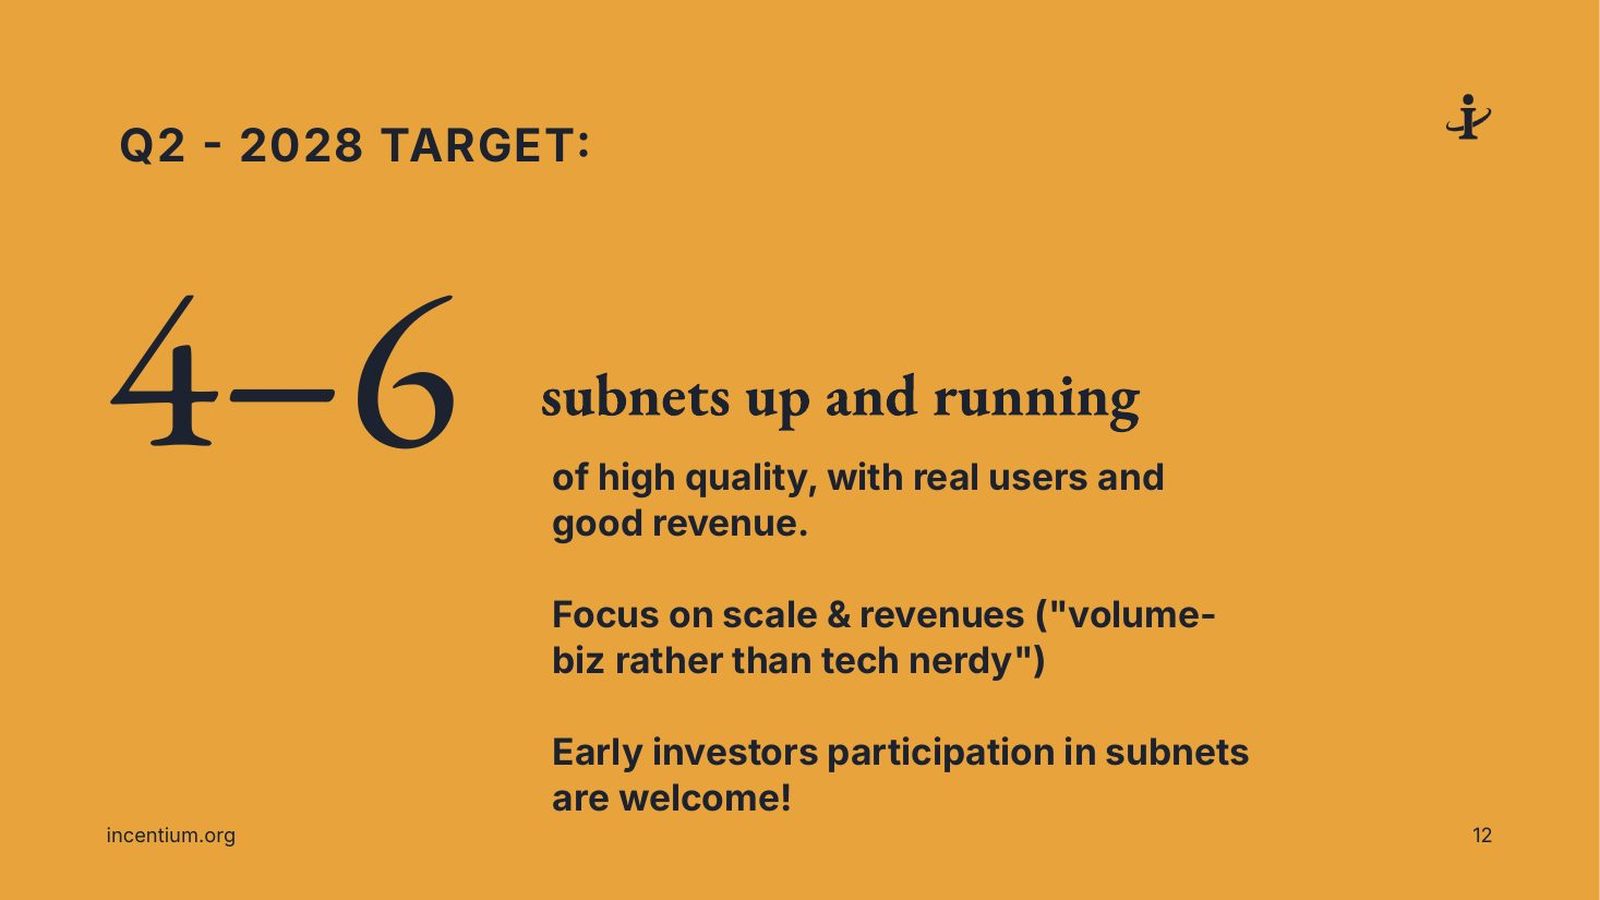 Q2 - 2028 TARGET:
4–6
subnets up and running
of high quality, with real users and
good revenue.
Focus on scale & revenues ("volume-
biz rather than tech nerdy")
Early investors participation in subnets
are welcome!
incentium.org
12